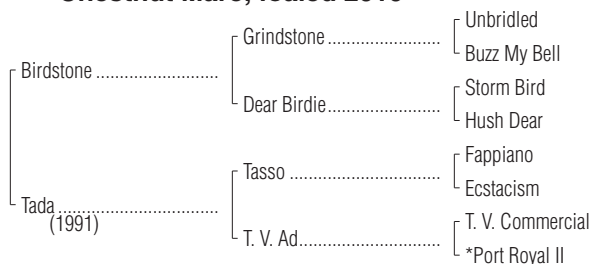 Chestnut Mare, foaled
Unbridled
Grindstone
Buzz My Bell
Birdstone
Storm Bird
Dear Birdie
Hush Dear
Fappiano
Tasso
Ecstacism
Tada
(1991)
T. V. Commercial
T. V. Ad
*Port Royal II